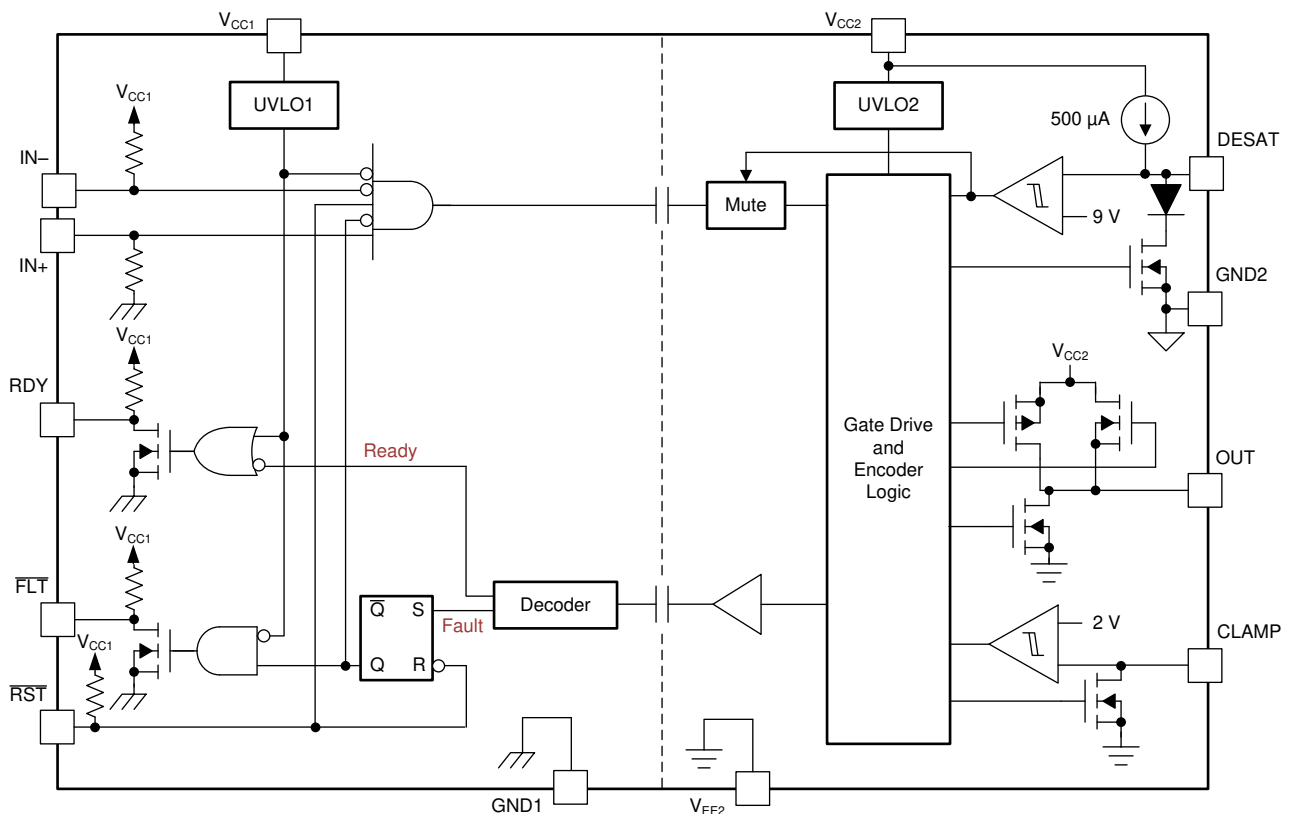 VCC1
VCC2
UVLO1
UVLO2
VCC1
500 µA
DESAT
IN–
Mute
9 V
IN+
GND2
VCC1
VCC2
RDY
Ready
Gate Drive
and
Encoder
Logic
OUT
VCC1
FLT
Decoder
Q S
Fault
2 V
CLAMP
VCC1
Q R
RST
GND1
VEE2